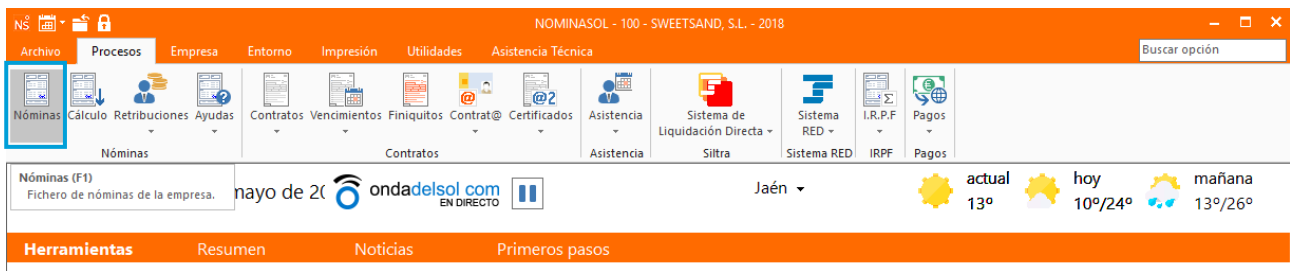 NS
NOMINASOL - 100 - SWEETSAND, S.L. - 2018
Archivo Procesos Empresa Entorno Impresión Utilidades Asistencia Técnica Buscar opción
Nóminas Cálculo Retribuciones Ayudas Contratos Vencimientos Finiquitos Contrat@ Certificados Asistencia Sistema de Liquidación Directa Sistema RED I.R.P.F Pagos
Nóminas Contratos Asistencia Siltra Sistema RED IRPF Pagos
Nóminas (F1)
Fichero de nóminas de la empresa.
mayo de 20 ondadelsol com EN DIRECTO Jaén actual 13º hoy 10º/24º mañana 13º/26º
Herramientas Resumen Noticias Primeros pasos